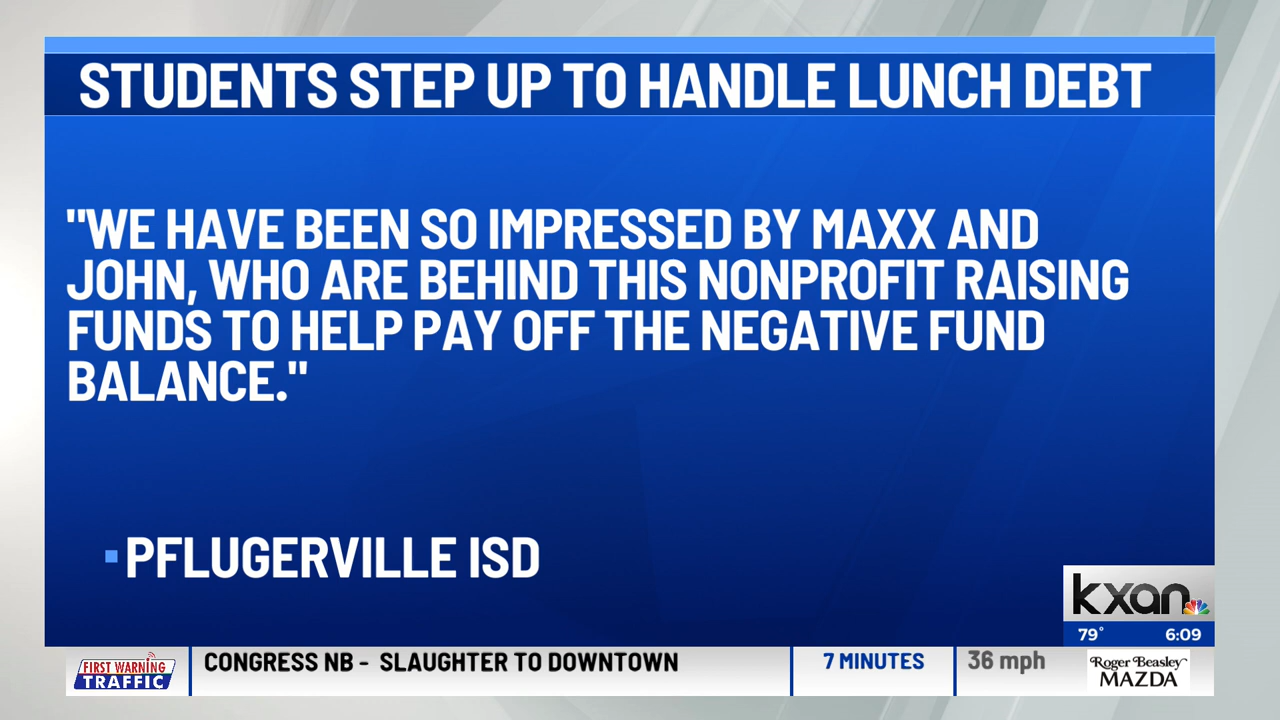 STUDENTS STEP UP TO HANDLE LUNCH DEBT
"WE HAVE BEEN SO IMPRESSED BY MAXX AND
JOHN, WHO ARE BEHIND THIS NONPROFIT RAISING
FUNDS TO HELP PAY OFF THE NEGATIVE FUND
BALANCE."
▪ PFLUGERVILLE ISD
kxan
79° 6:09
FIRST WARNING
TRAFFIC
CONGRESS NB - SLAUGHTER TO DOWNTOWN
7 MINUTES
36 mph
Roger Beasley
MAZDA